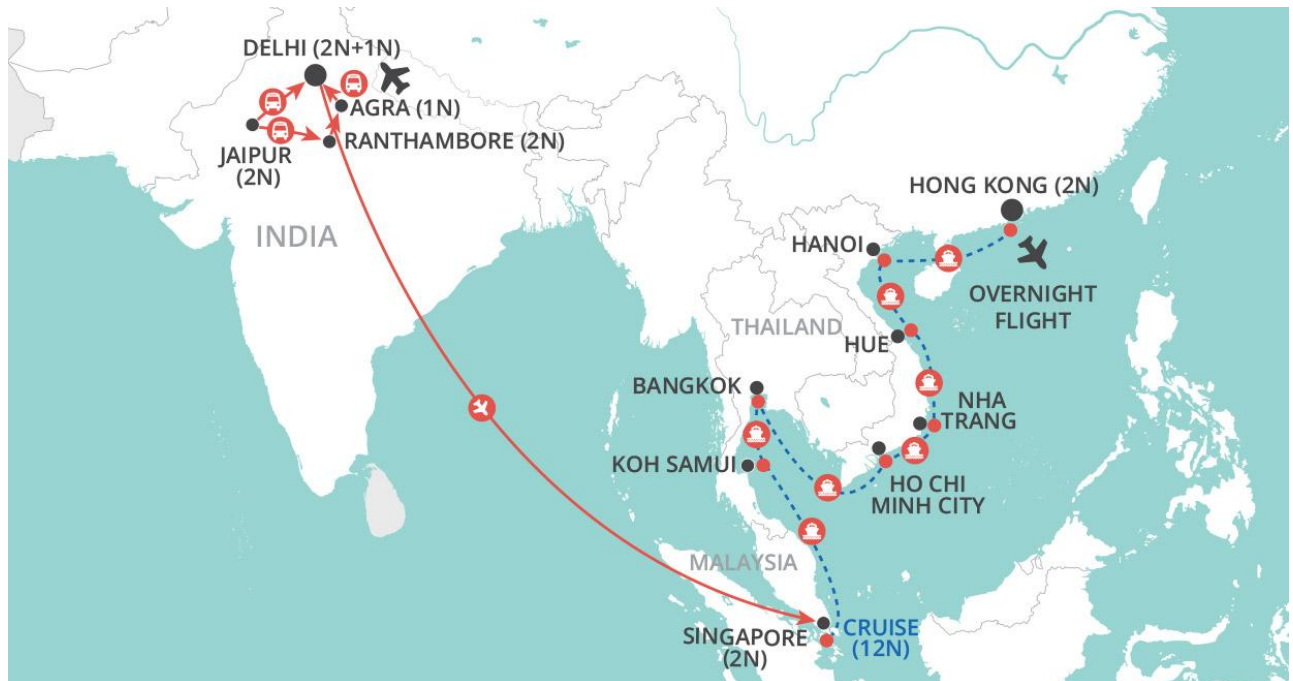 DELHI (2N+1N)
AGRA (1N)
RANTHAMBORE (2N)
JAIPUR
(2N)
INDIA
HONG KONG (2N)
HANOI
OVERNIGHT
FLIGHT
THAILAND
HUE
BANGKOK
NHA
TRANG
KOH SAMUI
HO CHI
MINH CITY
MALAYSIA
SINGAPORE
(2N)
CRUISE
(12N)